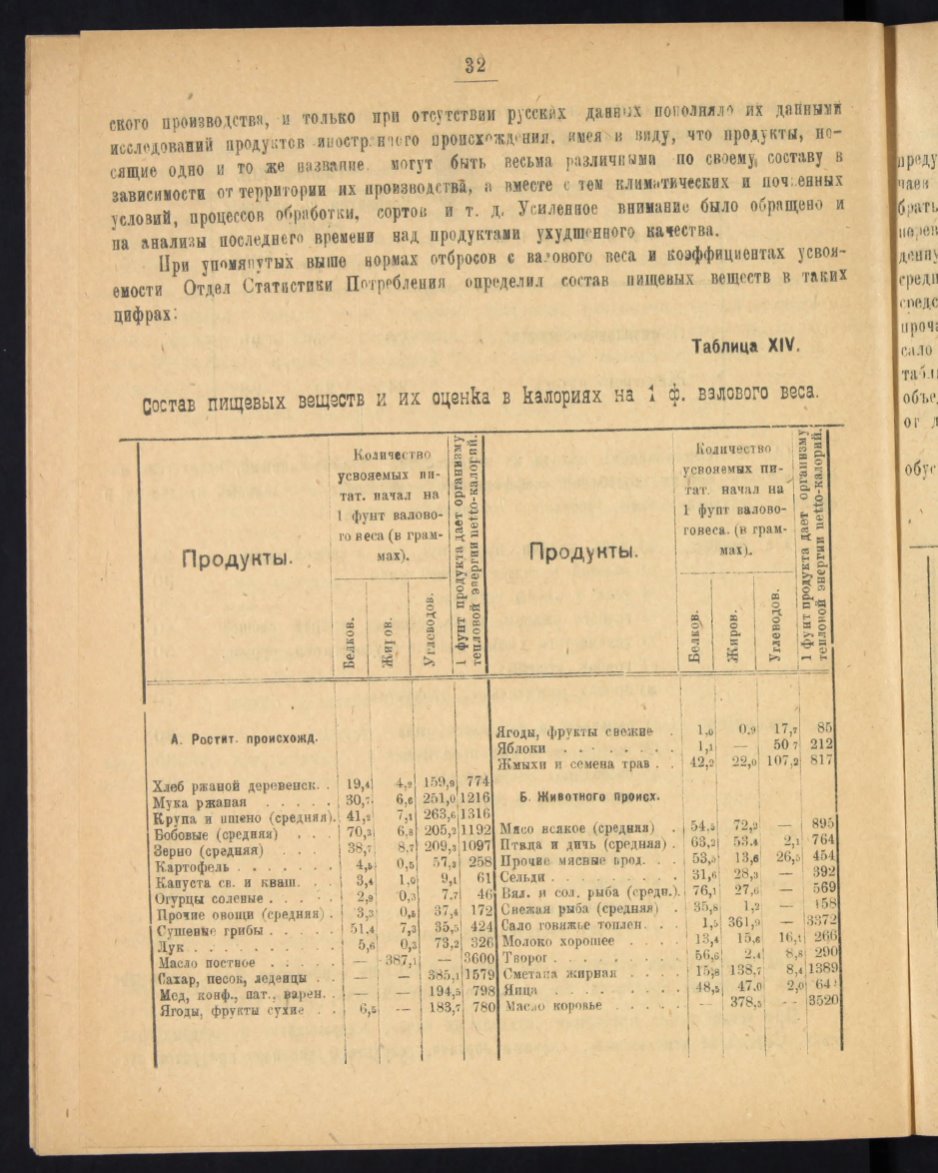 32
ского производства, и только при отсутствии русских данных пополняло их данными
исследований продуктов иностранного происхождения, имея в виду, что продукты, но-
сящие одно и то же название могут быть весьма различными по своему составу в
зависимости от территории их производства, а вместе с тем климатических и почвенных
условий, процессов обработки, сортов и т. д. Усиленное внимание было обращено и
на анализы последнего времени над продуктами ухудшенного качества.
При упомянутых выше нормах отбросов с валового веса и коэффициентах усвоя-
емости Отдел Статистики Потребления определил состав пищевых веществ в таких
цифрах:
Таблица XIV.
Состав пищевых веществ и их оценка в калориях на 1 ф. валового веса.
Продукты.
Количество
усвояемых пи-
тат. начал на
1 фунт валово-
го веса (в грам-
мах).
Белков.
Жиров.
Углеводов.
1 фунт продукта дает организму
тепловой энергии netto-калорий.
Продукты.
Количество
усвояемых пи-
тат. начал на
1 фунт валово-
говеса. (в грам-
мах).
Белков.
Жиров.
Углеводов.
1 фунт продукта дает организму
тепловой энергии netto-калорий.
А. Ростит. происхожд.
Хлеб ржаной деревенск. . 19,4 4,2 159,9 774
Мука ржаная . . . . . 30,7 6,6 251,0 1216
Крупа и пшено (средняя). 41,2 7,1 263,6 1316
Бобовые (средняя) . . . 70,3 6,8 205,2 1192
Зерно (средняя) . . . . 38,7 8,7 209,3 1097
Картофель . . . . . . . 4,5 0,5 57,3 258
Капуста св. и кваш. . . 3,4 1,0 9,1 61
Огурцы соленые . . . . . 2,9 0,3 7,7 46
Прочие овощи (средняя) . 3,3 0,5 37,4 172
Сушеные грибы . . . . . 51,4 7,3 35,5 424
Лук . . . . . . . . . 5,6 0,3 73,2 326
Масло постное . . . . . — 387,1 — 3600
Сахар, песок, леденцы . . — — 385,1 1579
Мед, конф., пат., варен. . — — 194,5 798
Ягоды, фрукты сухие . . 6,5 — 183,7 780
Ягоды, фрукты свежие . 1,0 0,9 17,7 85
Яблоки . . . . . . . . 1,1 — 50 7 212
Жмыхи и семена трав . . 42,2 22,0 107,2 817
Б. Животного происх.
Мясо всякое (средняя) . 54,5 72,2 — 895
Птица и дичь (средняя) . 63,2 53,4 2,1 764
Прочие мясные прод. . . 53,5 13,6 26,5 454
Сельди . . . . . . . . 31,6 28,3 — 392
Вял. и сол. рыба (средн.). 76,1 27,6 — 569
Свежая рыба (средняя) . 35,8 1,2 — 158
Сало говяжье топлен. . . 1,5 361,9 — 3372
Молоко хорошее . . . . 13,4 15,6 16,1 266
Творог . . . . . . . . 56,6 2,4 8,8 290
Сметана жирная . . . . 15,8 138,7 8,4 1389
Яица . . . . . . . . 48,5 47,0 2,0
Масло коровье . . . . . — 378,5 — 3520
преду
чаев
брать
средн
средс
сало
объе,
обус